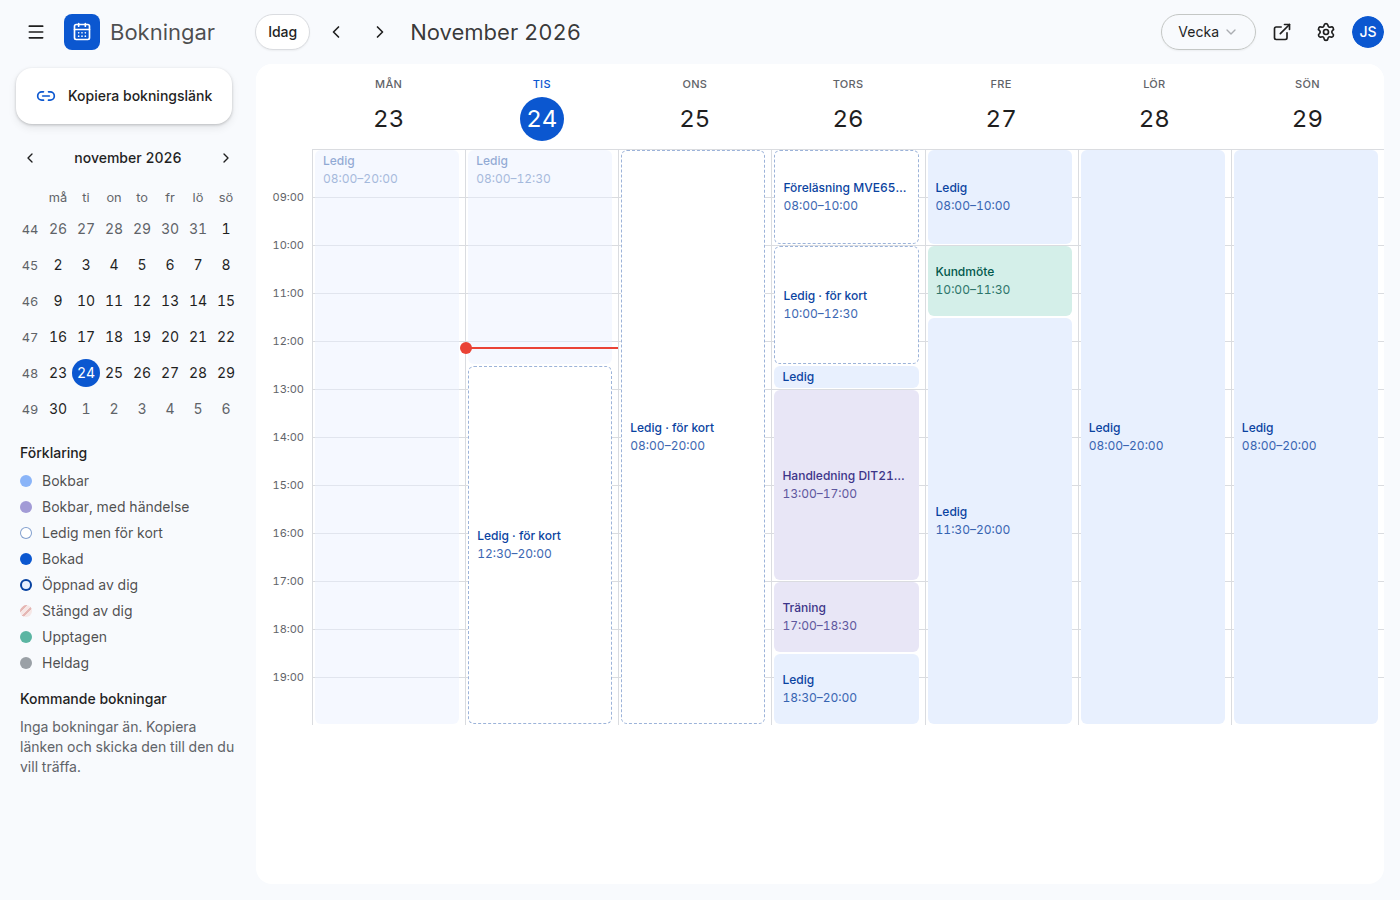 Bokningar
Idag
November 2026
Vecka
JS
Kopiera bokningslänk
november 2026
må ti on to fr lö sö
44 26 27 28 29 30 31 1
45 2 3 4 5 6 7 8
46 9 10 11 12 13 14 15
47 16 17 18 19 20 21 22
48 23 24 25 26 27 28 29
49 30 1 2 3 4 5 6
Förklaring
Bokbar
Bokbar, med händelse
Ledig men för kort
Bokad
Öppnad av dig
Stängd av dig
Upptagen
Heldag
Kommande bokningar
Inga bokningar än. Kopiera
länken och skicka den till den du
vill träffa.
MÅN TIS ONS TORS FRE LÖR SÖN
23 24 25 26 27 28 29
09:00
10:00
11:00
12:00
13:00
14:00
15:00
16:00
17:00
18:00
19:00
Ledig
08:00–20:00
Ledig
08:00–12:30
Ledig · för kort
12:30–20:00
Ledig · för kort
08:00–20:00
Föreläsning MVE65...
08:00–10:00
Ledig · för kort
10:00–12:30
Ledig
Handledning DIT21...
13:00–17:00
Träning
17:00–18:30
Ledig
18:30–20:00
Ledig
08:00–10:00
Kundmöte
10:00–11:30
Ledig
11:30–20:00
Ledig
08:00–20:00
Ledig
08:00–20:00